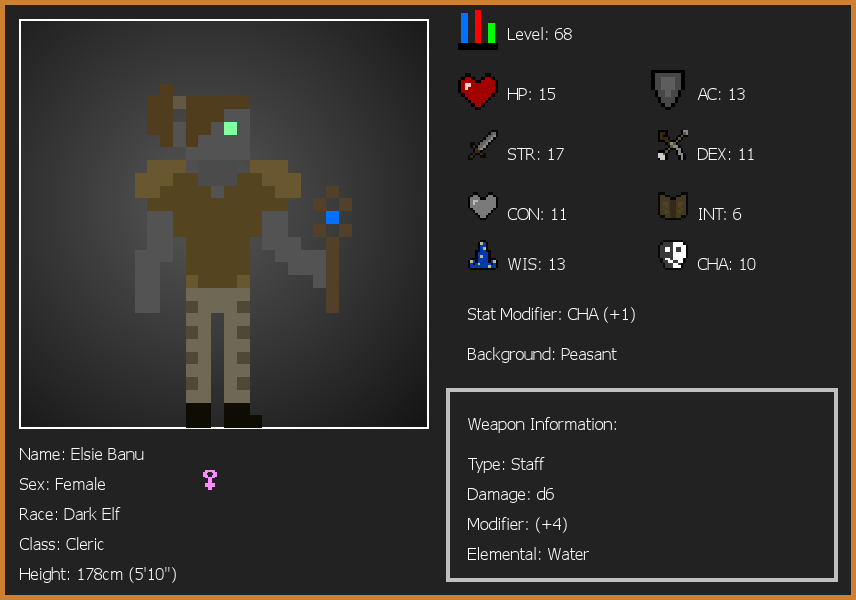 Level: 68
HP: 15
AC: 13
STR: 17
DEX: 11
CON: 11
INT: 6
WIS: 13
CHA: 10
Stat Modifier: CHA (+1)
Background: Peasant
Weapon Information:
Type: Staff
Damage: d6
Modifier: (+4)
Elemental: Water
Name: Elsie Banu
Sex: Female
Race: Dark Elf
Class: Cleric
Height: 178cm (5'10")